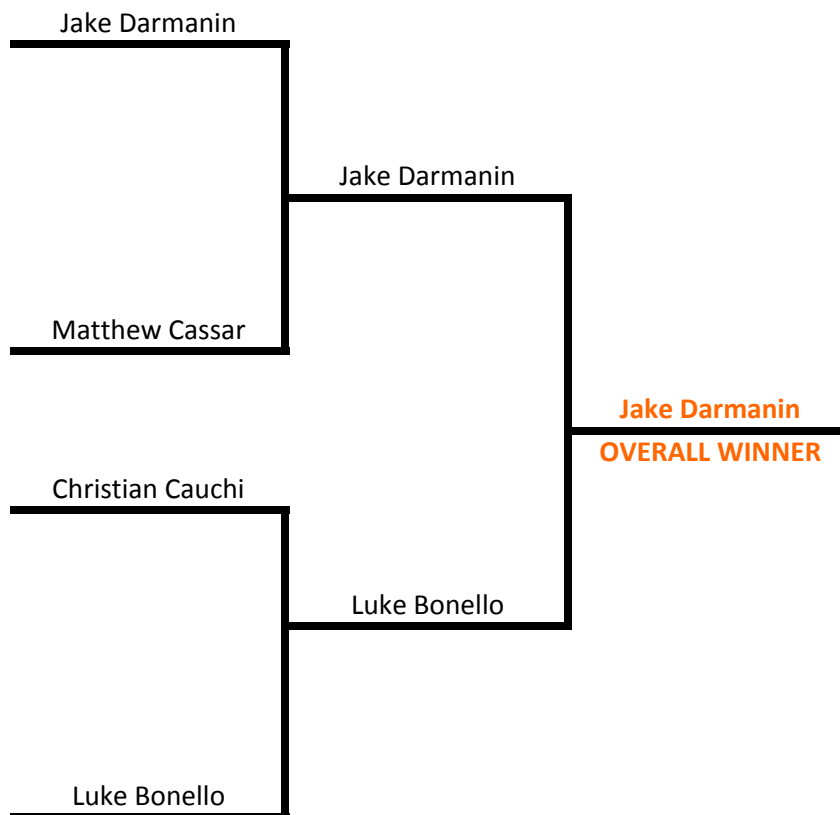 Jake Darmanin
Jake Darmanin
Matthew Cassar
Jake Darmanin
OVERALL WINNER
Christian Cauchi
Luke Bonello
Luke Bonello